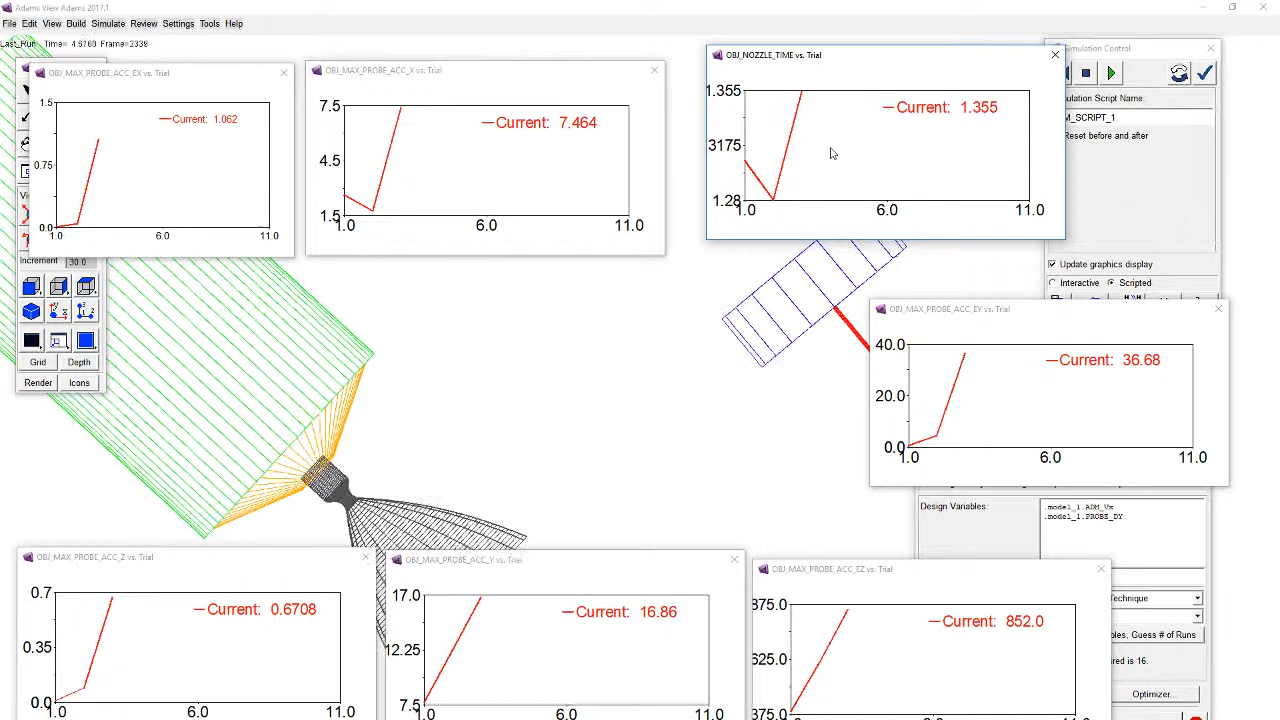 Adams View Adams 2017.1
File Edit View Build Simulate Review Settings Tools Help
Last_Run Time= 4.6760 Frame=2339
OBJ_MAX_PROBE_ACC_EX vs. Trial
1.5
0.75
0.0
1.0 6.0 11.0
Current: 1.062
OBJ_MAX_PROBE_ACC_X vs. Trial
7.5
4.5
1.5
1.0 6.0 11.0
Current: 7.464
OBJ_NOZZLE_TIME vs. Trial
1.355
3175
1.28
1.0 6.0 11.0
Current: 1.355
Simulation Control
ulation Script Name:
M_SCRIPT_1
Reset before and after
Update graphics display
Interactive Scripted
Increment 30.0
Grid Depth
Render Icons
OBJ_MAX_PROBE_ACC_EY vs. Trial
40.0
20.0
0.0
1.0 6.0 11.0
Current: 36.68
Design Variables:
.model_1.ADM_Vx
.model_1.PROBE_DY
OBJ_MAX_PROBE_ACC_Z vs. Trial
0.7
0.35
0.0
1.0 6.0 11.0
Current: 0.6708
OBJ_MAX_PROBE_ACC_Y vs. Trial
17.0
12.25
7.5
1.0 6.0 11.0
Current: 16.86
OBJ_MAX_PROBE_ACC_EZ vs. Trial
875.0
625.0
375.0
Current: 852.0
echnique
bles, Guess # of Runs
ired is 16.
Optimizer...